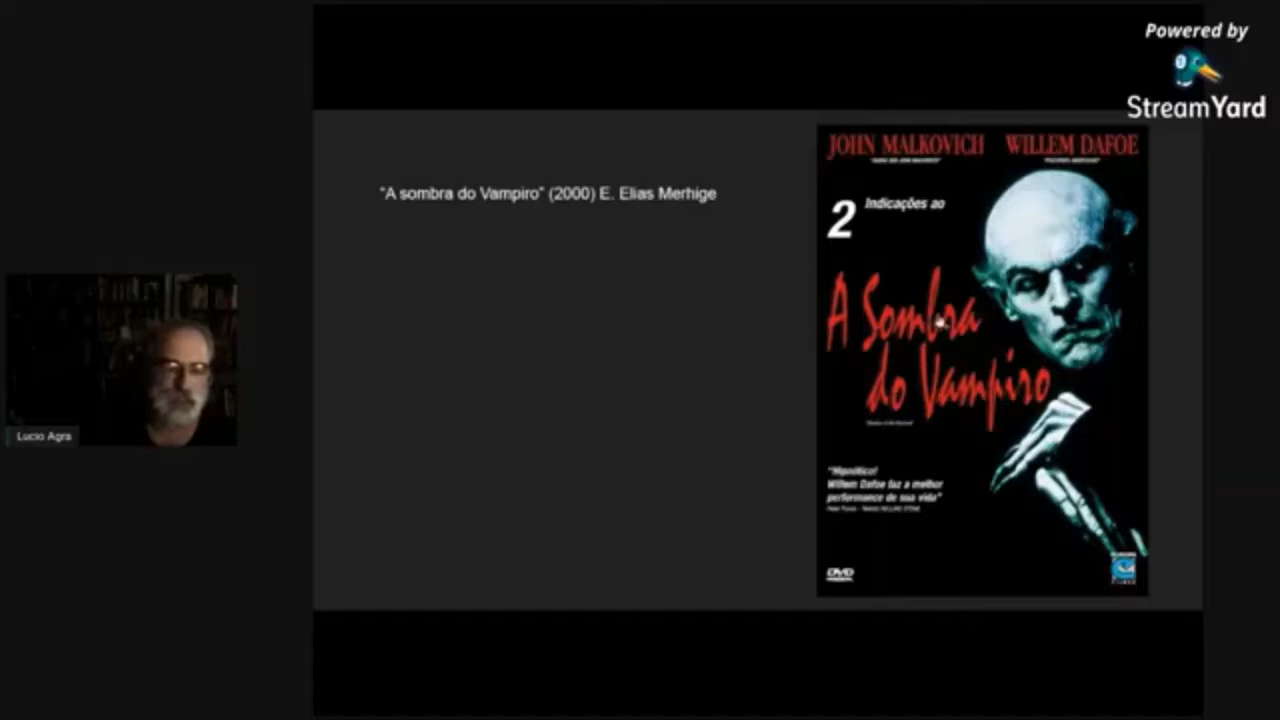 Powered by
StreamYard
"A sombra do Vampiro" (2000) E. Elias Merhige
JOHN MALKOVICH WILLEM DAFOE
2 Indicações ao
A Sombra
do Vampiro
"Hipnótico!
Willem Dafoe faz a melhor
performance de sua vida"
DVD
Lucio Agra